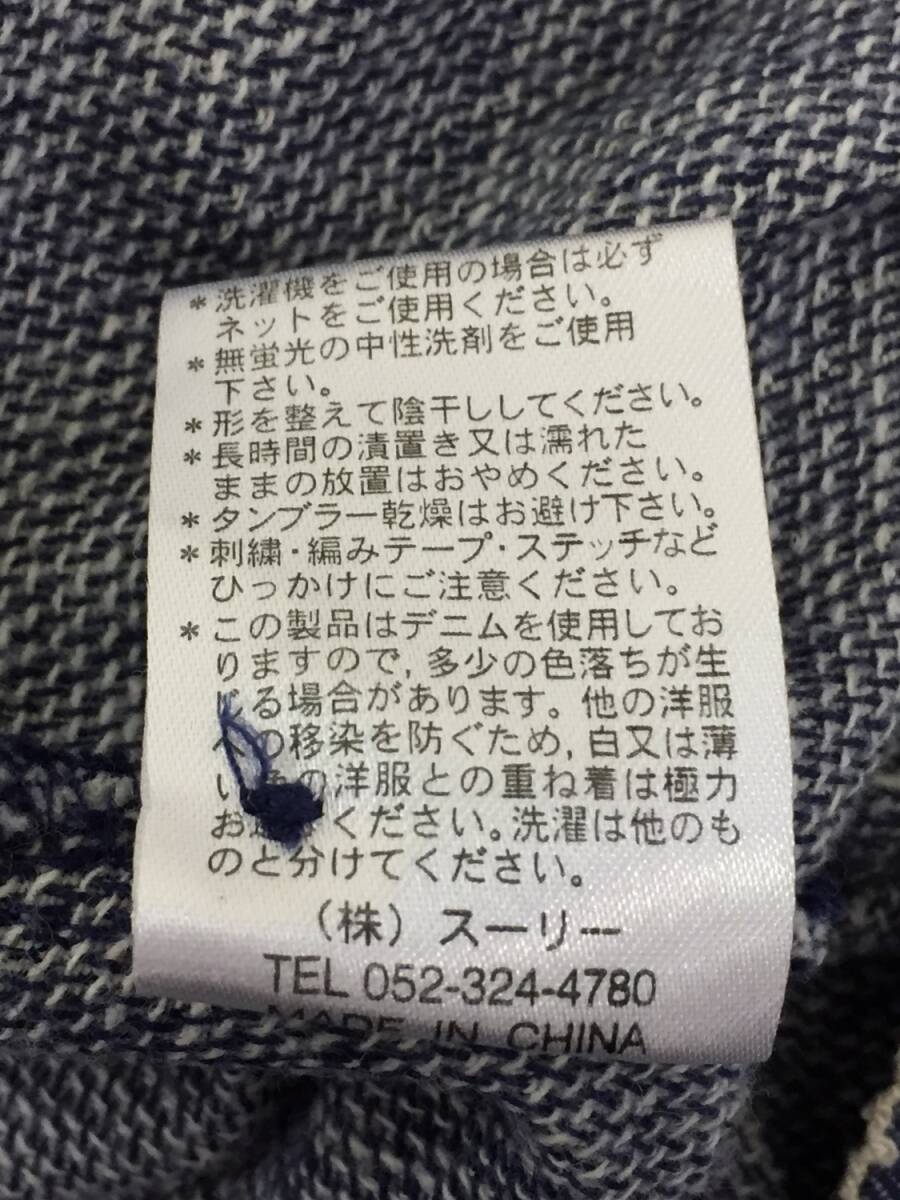 ＊洗濯機をご使用の場合は必ず
ネットをご使用ください。
＊無蛍光の中性洗剤をご使用
下さい。
＊形を整えて陰干ししてください。
＊長時間の漬置き又は濡れた
ままの放置はおやめください。
＊タンブラー乾燥はお避け下さい。
＊刺繍・編みテープ・ステッチなど
ひっかけにご注意ください。
＊この製品はデニムを使用してお
りますので,多少の色落ちが生
じる場合があります。他の洋服
への移染を防ぐため,白又は薄
い色の洋服との重ね着は極力
お ください。洗濯は他のも
のと分けてください。
（株）スーリー
TEL 052-324-4780
MADE IN CHINA